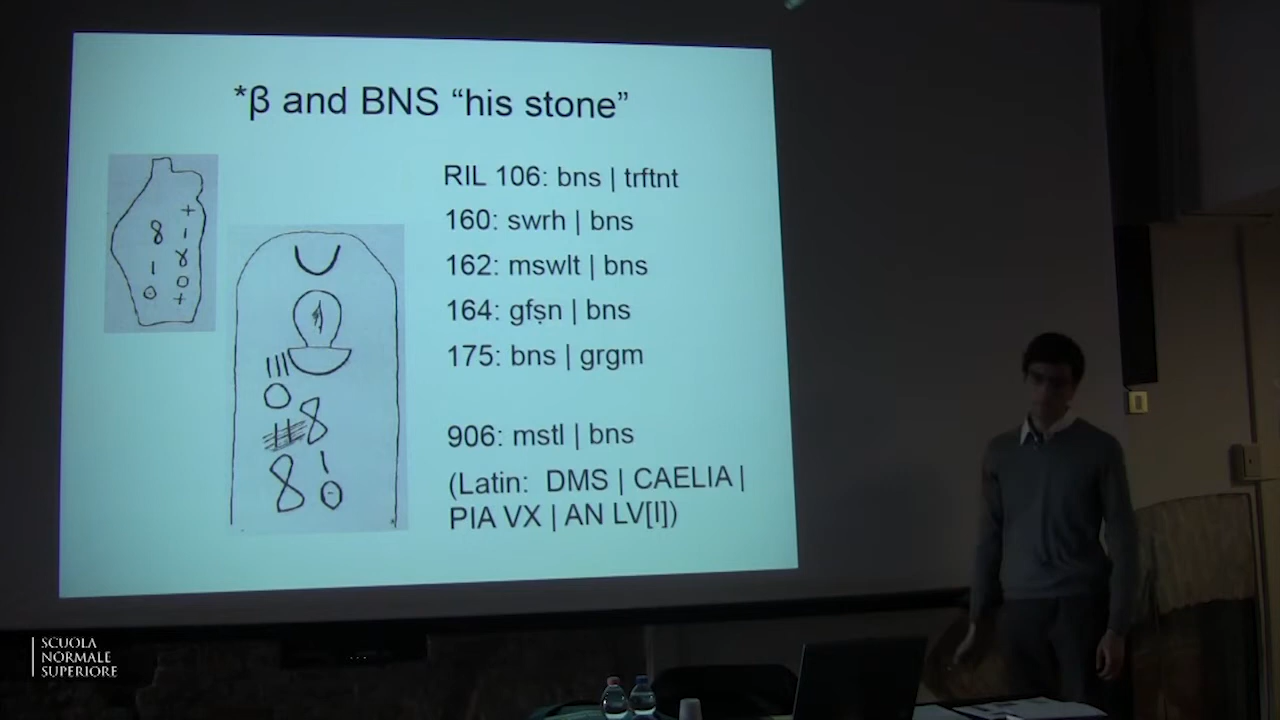 *β and BNS “his stone”
RIL 106: bns | trftnt
160: swrh | bns
162: mswlt | bns
164: gfṣn | bns
175: bns | grgm
906: mstl | bns
(Latin: DMS | CAELIA |
PIA VX | AN LV[I])
SCUOLA
NORMALE
SUPERIORE